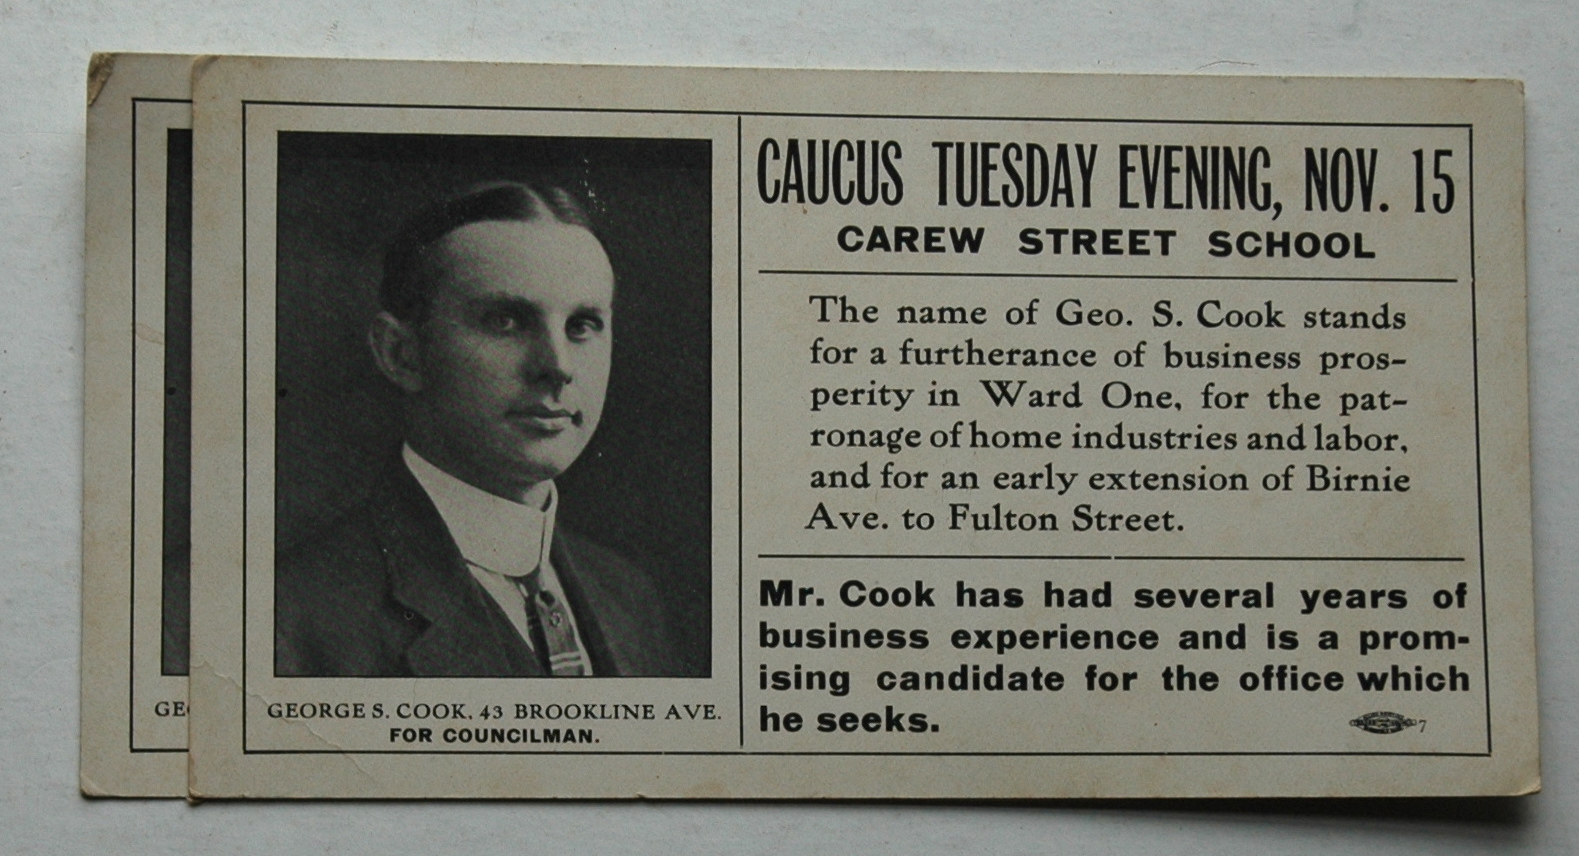 CAUCUS TUESDAY EVENING, NOV. 15
CAREW STREET SCHOOL
The name of Geo. S. Cook stands
for a furtherance of business pros-
perity in Ward One, for the pat-
ronage of home industries and labor,
and for an early extension of Birnie
Ave. to Fulton Street.
Mr. Cook has had several years of
business experience and is a prom-
ising candidate for the office which
he seeks.
7
GEORGE S. COOK, 43 BROOKLINE AVE.
FOR COUNCILMAN.
GE